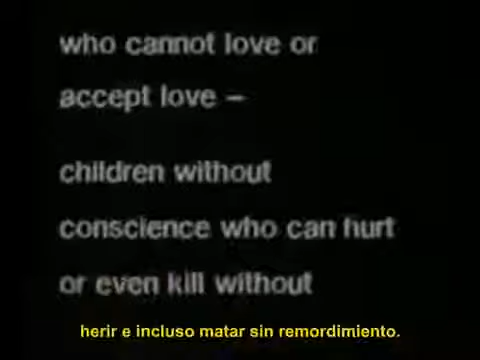 who cannot love or
accept love –
children without
conscience who can hurt
or even kill without
herir e incluso matar sin remordimiento.